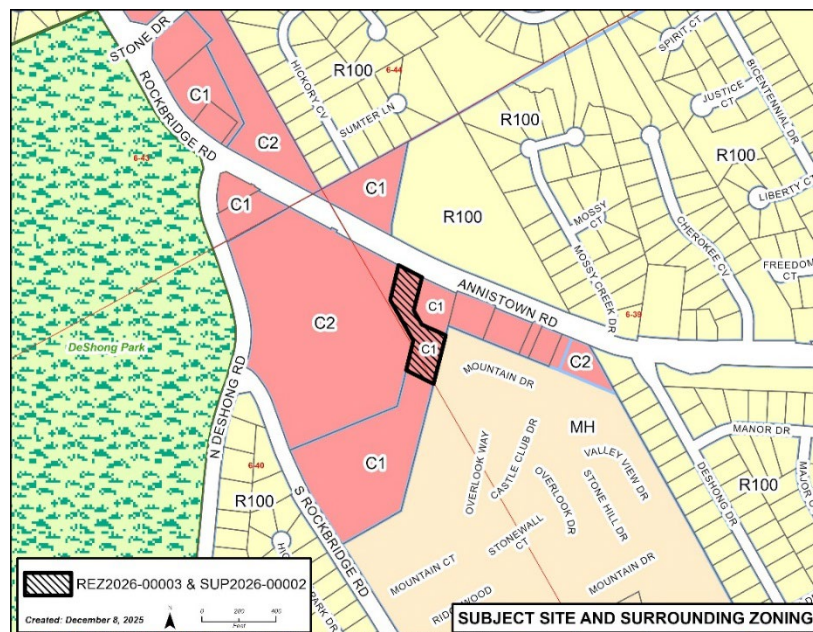 STONE DR
HICKORY CV
R100
6-44
SPIRIT CT
ROCKBRIDGE RD
C1
SUMTER LN
JUSTICE CT
BICENTENNIAL DR
R100
6-43
C2
R100
C1
C1
LIBERTY CT
R100
MOSSY CT
CHEROKEE CV
FREEDOM CT
ANNISTOWN RD
MOSSY CREEK DR
6-39
C1
C2
C1
DeShong Park
N DESHONG RD
C2
MOUNTAIN DR
MH
MANOR DR
OVERLOOK WAY
CASTLE CLUB DR
VALLEY VIEW DR
C1
6-40
OVERLOOK DR
STONE HILL DR
DESHONG DR
R100
R100
S ROCKBRIDGE RD
STONEWALL CT
MOUNTAIN CT
MOUNTAIN DR
PARK DR
REZ2026-00003 & SUP2026-00002
Created: December 8, 2025
N
0 200 400
Feet
SUBJECT SITE AND SURROUNDING ZONING